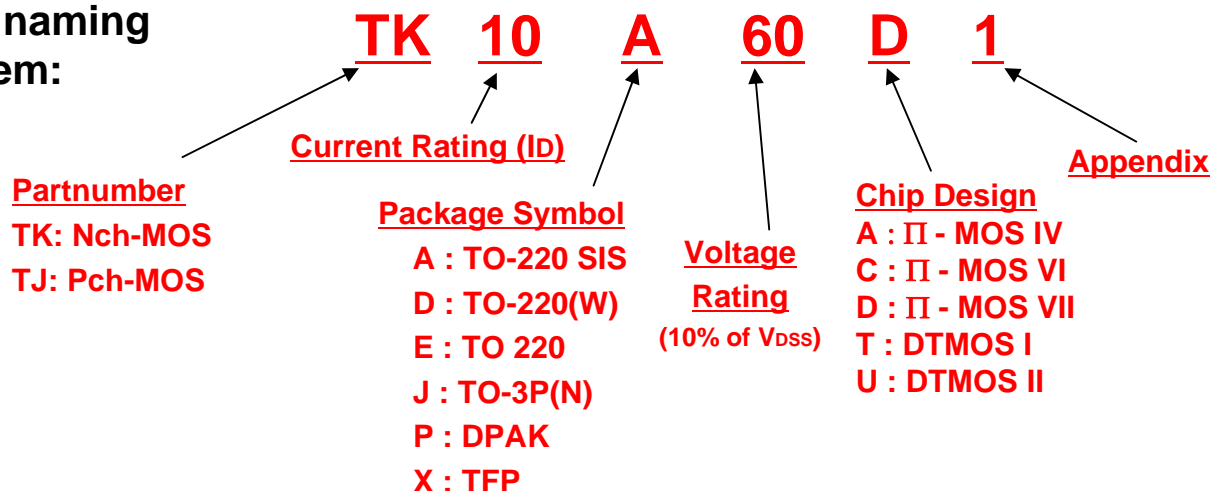 naming
em:
TK 10 A 60 D 1
Partnumber
TK: Nch-MOS
TJ: Pch-MOS
Current Rating (ID)
Package Symbol
A : TO-220 SIS
D : TO-220(W)
E : TO 220
J : TO-3P(N)
P : DPAK
X : TFP
Voltage
Rating
(10% of VDSS)
Chip Design
A : Π - MOS IV
C : Π - MOS VI
D : Π - MOS VII
T : DTMOS I
U : DTMOS II
Appendix